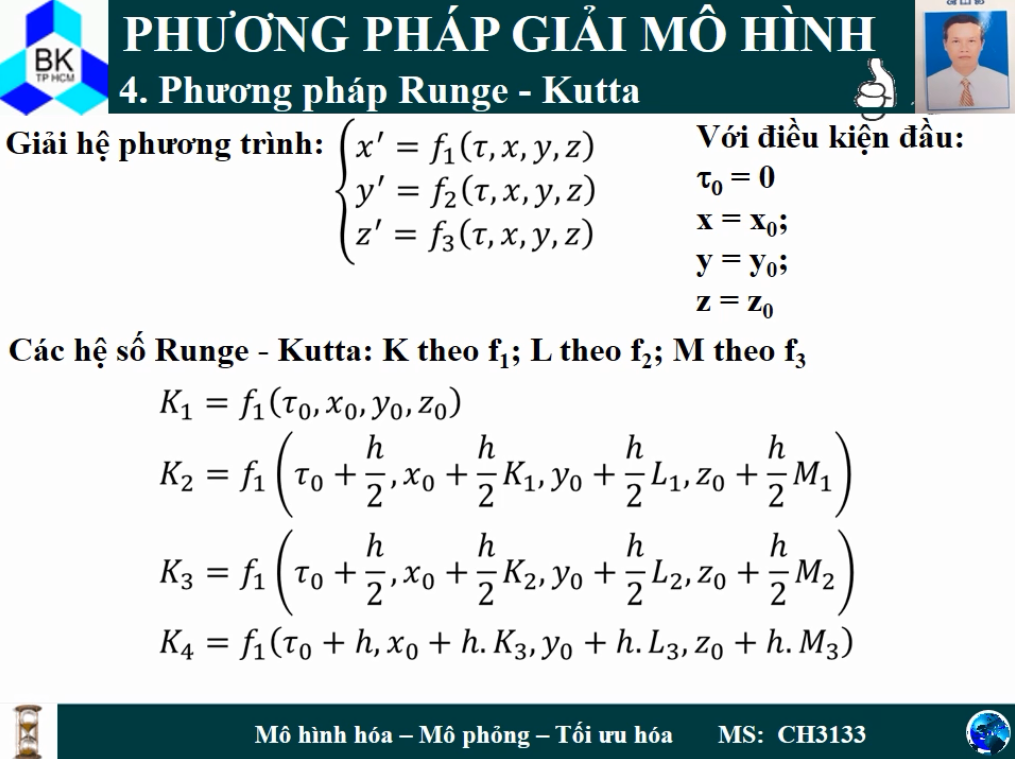 BK
TP HCM
PHƯƠNG PHÁP GIẢI MÔ HÌNH
4. Phương pháp Runge - Kutta
Giải hệ phương trình:
x′ = f₁(τ, x, y, z)
y′ = f₂(τ, x, y, z)
z′ = f₃(τ, x, y, z)
Với điều kiện đầu:
τ₀ = 0
x = x₀;
y = y₀;
z = z₀
Các hệ số Runge - Kutta: K theo f₁; L theo f₂; M theo f₃
K₁ = f₁(τ₀, x₀, y₀, z₀)
K₂ = f₁(τ₀ + h/2, x₀ + h/2 K₁, y₀ + h/2 L₁, z₀ + h/2 M₁)
K₃ = f₁(τ₀ + h/2, x₀ + h/2 K₂, y₀ + h/2 L₂, z₀ + h/2 M₂)
K₄ = f₁(τ₀ + h, x₀ + h. K₃, y₀ + h. L₃, z₀ + h. M₃)
Mô hình hóa – Mô phỏng – Tối ưu hóa MS: CH3133